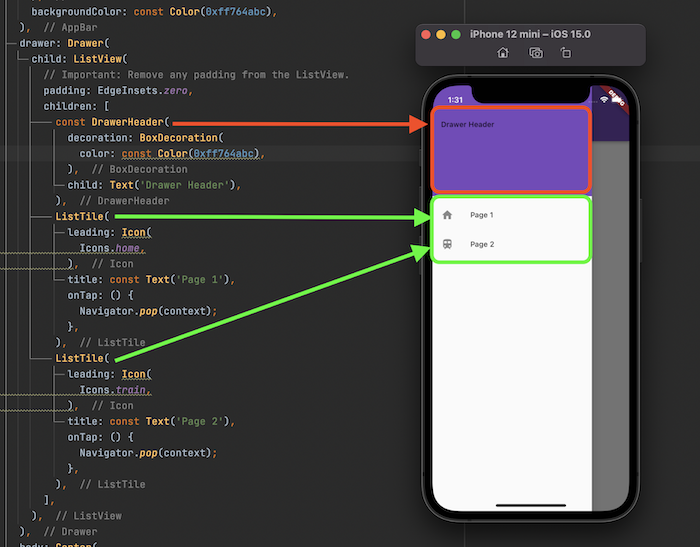 backgroundColor: const Color(0xff764abc),
), // AppBar
drawer: Drawer(
child: ListView(
// Important: Remove any padding from the ListView.
padding: EdgeInsets.zero,
children: [
const DrawerHeader(
decoration: BoxDecoration(
color: const Color(0xff764abc),
), // BoxDecoration
child: Text('Drawer Header'),
), // DrawerHeader
ListTile(
leading: Icon(
Icons.home,
), // Icon
title: const Text('Page 1'),
onTap: () {
Navigator.pop(context);
},
), // ListTile
ListTile(
leading: Icon(
Icons.train,
), // Icon
title: const Text('Page 2'),
onTap: () {
Navigator.pop(context);
},
), // ListTile
],
), // ListView
), // Drawer
body: Center(
iPhone 12 mini – iOS 15.0
1:31
DEBUG
Drawer Header
Page 1
Page 2